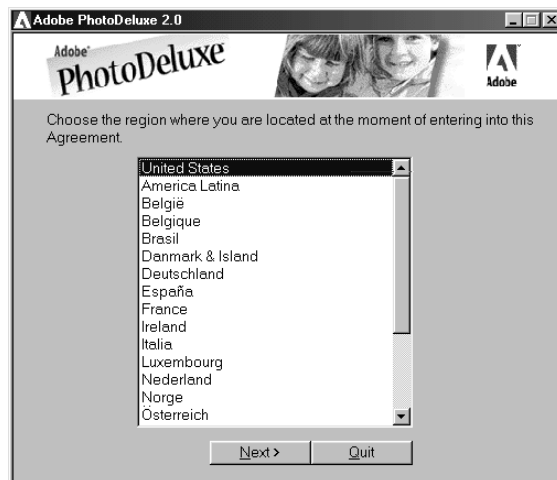 Adobe PhotoDeluxe 2.0
Adobe
PhotoDeluxe
Adobe
Choose the region where you are located at the moment of entering into this
Agreement.
United States
America Latina
België
Belgique
Brasil
Danmark & Island
Deutschland
España
France
Ireland
Italia
Luxembourg
Nederland
Norge
Österreich
Next >
Quit